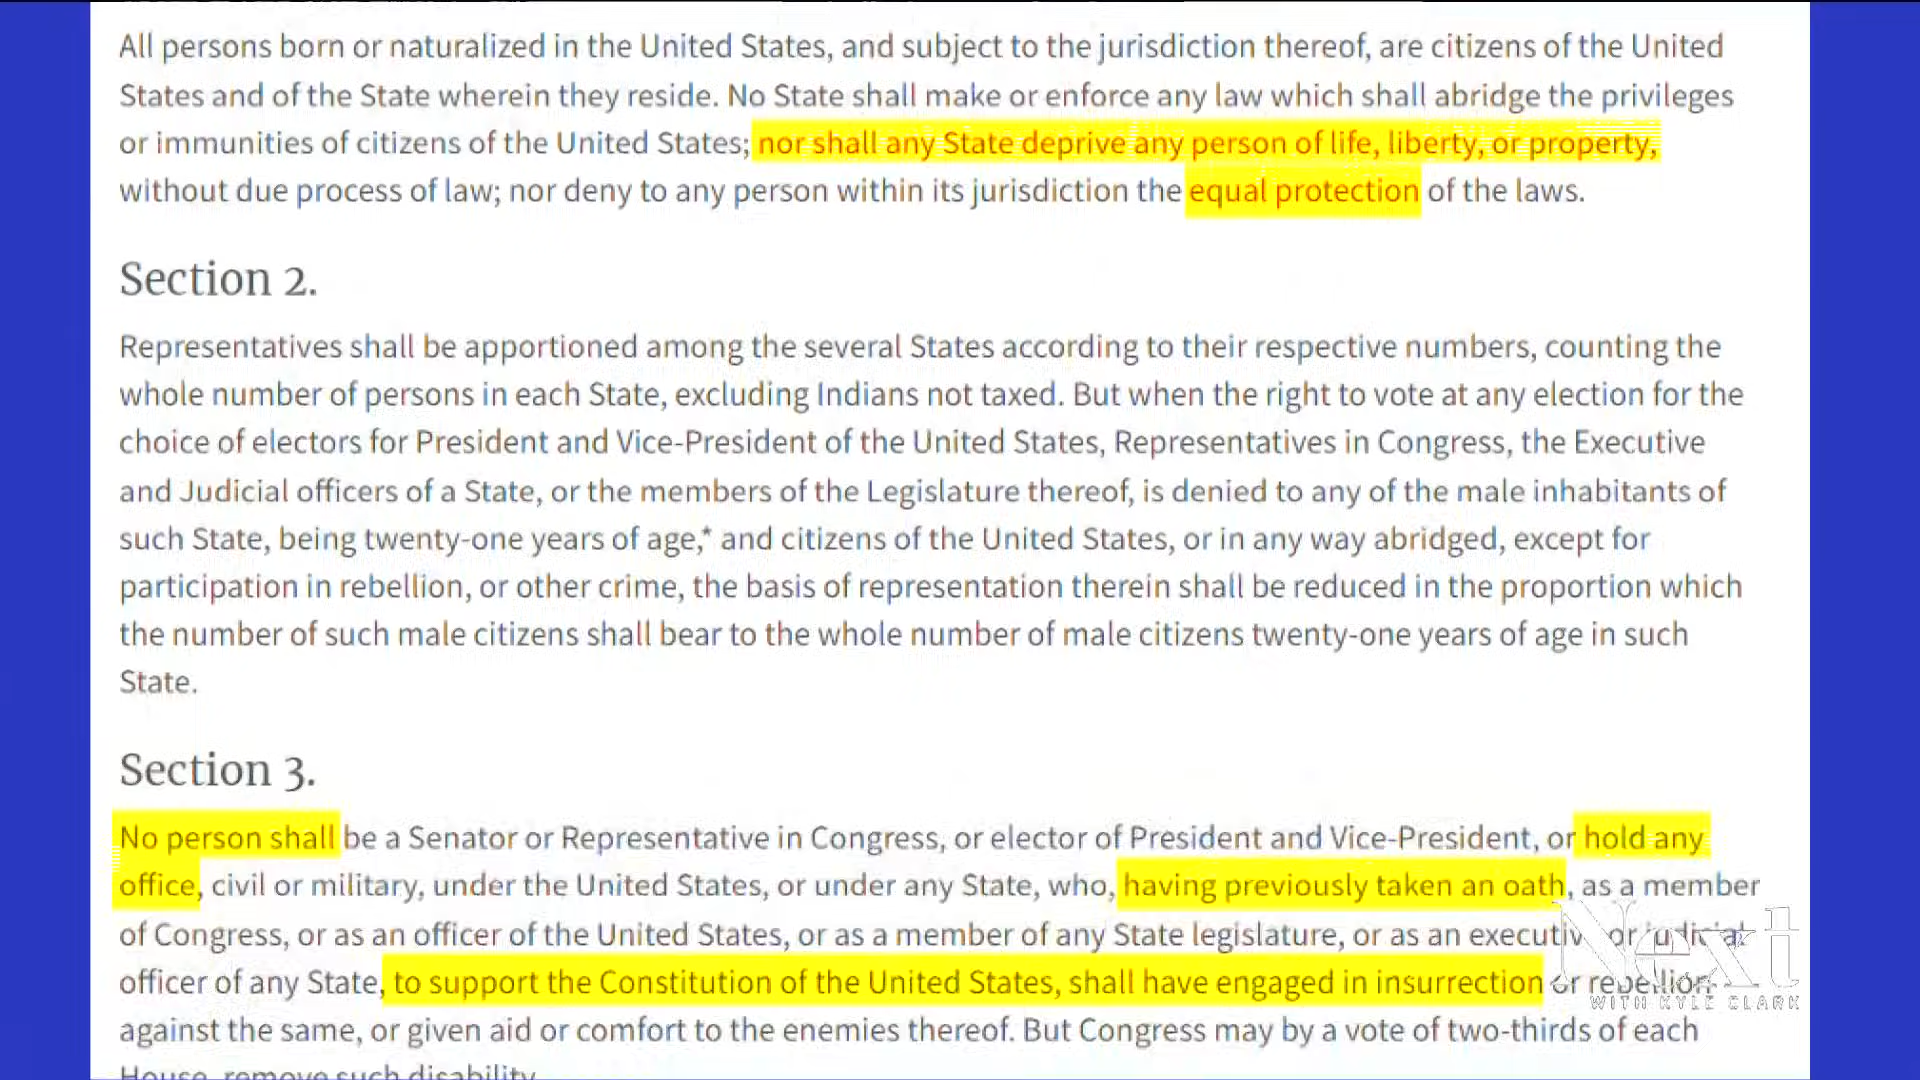 All persons born or naturalized in the United States, and subject to the jurisdiction thereof, are citizens of the United
States and of the State wherein they reside. No State shall make or enforce any law which shall abridge the privileges
or immunities of citizens of the United States; nor shall any State deprive any person of life, liberty, or property,
without due process of law; nor deny to any person within its jurisdiction the equal protection of the laws.
Section 2.
Representatives shall be apportioned among the several States according to their respective numbers, counting the
whole number of persons in each State, excluding Indians not taxed. But when the right to vote at any election for the
choice of electors for President and Vice-President of the United States, Representatives in Congress, the Executive
and Judicial officers of a State, or the members of the Legislature thereof, is denied to any of the male inhabitants of
such State, being twenty-one years of age,* and citizens of the United States, or in any way abridged, except for
participation in rebellion, or other crime, the basis of representation therein shall be reduced in the proportion which
the number of such male citizens shall bear to the whole number of male citizens twenty-one years of age in such
State.
Section 3.
No person shall be a Senator or Representative in Congress, or elector of President and Vice-President, or hold any
office, civil or military, under the United States, or under any State, who, having previously taken an oath, as a member
of Congress, or as an officer of the United States, or as a member of any State legislature, or as an executive or judicial
officer of any State, to support the Constitution of the United States, shall have engaged in insurrection or rebellion
against the same, or given aid or comfort to the enemies thereof. But Congress may by a vote of two-thirds of each
House, remove such disability.
Next
WITH KYLE CLARK